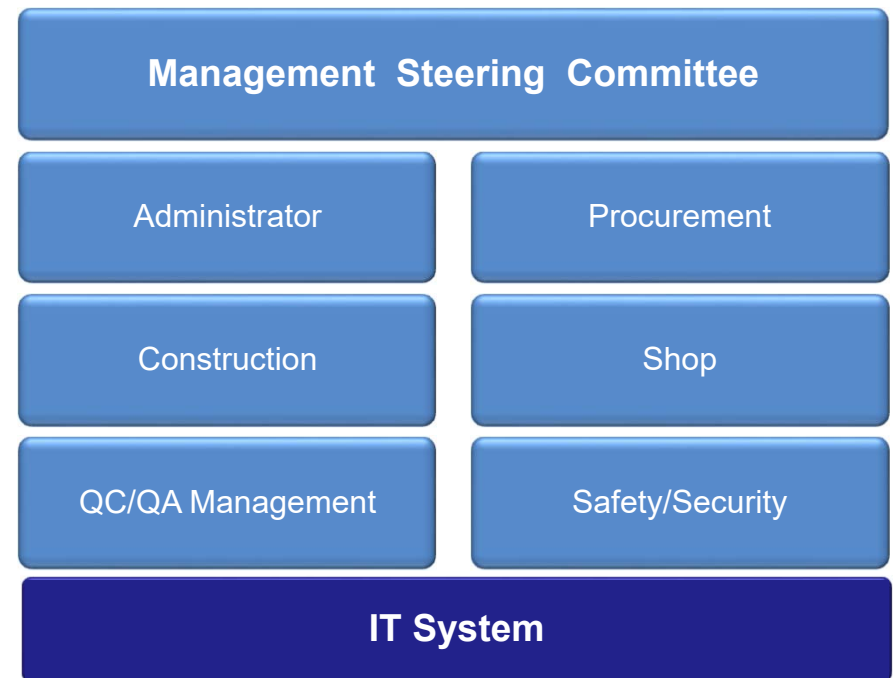 Management Steering Committee
Administrator
Procurement
Construction
Shop
QC/QA Management
Safety/Security
IT System